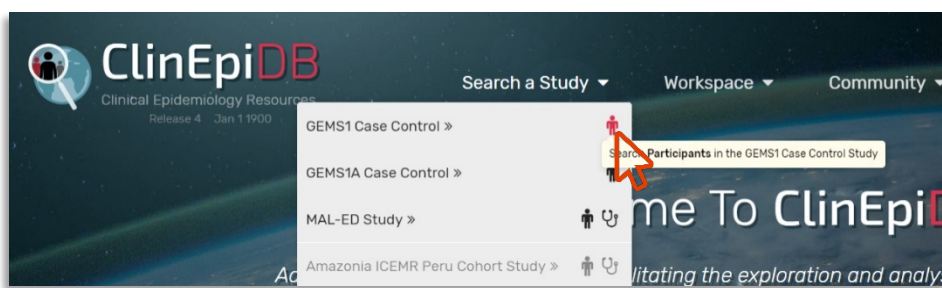 ClinEpiDB
Clinical Epidemiology Resources
Release 4 Jan 1 1900
Search a Study
Workspace
Community
GEMS1 Case Control »
Search Participants in the GEMS1 Case Control Study
GEMS1A Case Control »
MAL-ED Study »
me To ClinEpi
Amazonia ICEMR Peru Cohort Study »
litating the exploration and analys